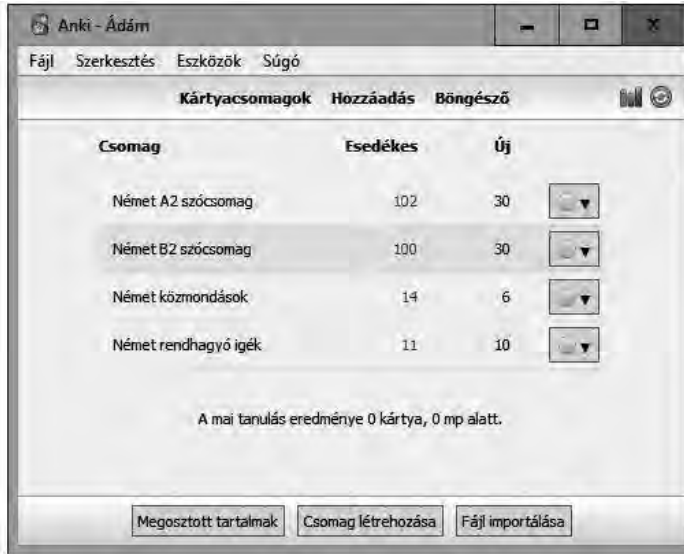 Anki - Ádám
Fájl Szerkesztés Eszközök Súgó
Kártyacsomagok Hozzáadás Böngésző
Csomag Esedékes Új
Német A2 szócsomag 102 30
Német B2 szócsomag 100 30
Német közmondások 14 6
Német rendhagyó igék 11 10
A mai tanulás eredménye 0 kártya, 0 mp alatt.
Megosztott tartalmak Csomag létrehozása Fájl importálása